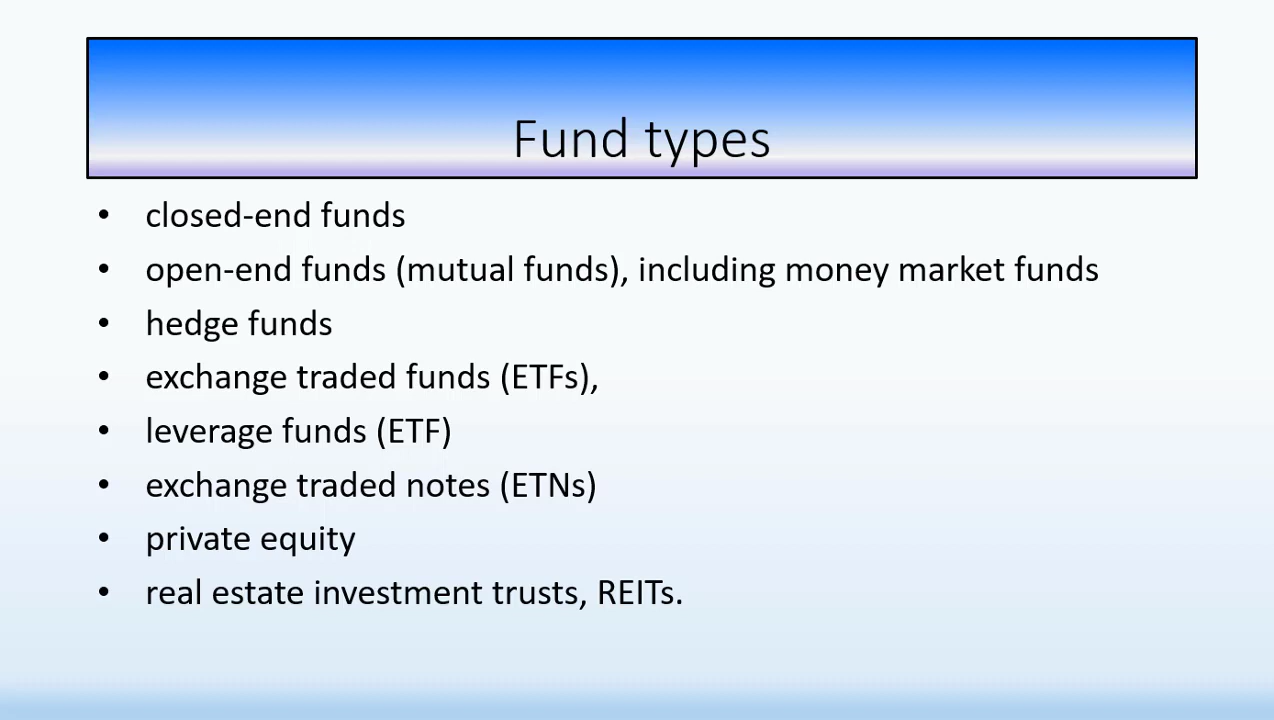 Fund types
• closed-end funds
• open-end funds (mutual funds), including money market funds
• hedge funds
• exchange traded funds (ETFs),
• leverage funds (ETF)
• exchange traded notes (ETNs)
• private equity
• real estate investment trusts, REITs.